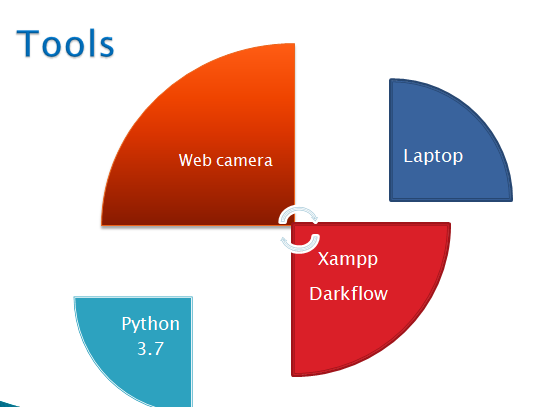 Tools
Web camera
Laptop
Xampp
Darkflow
Python
3.7